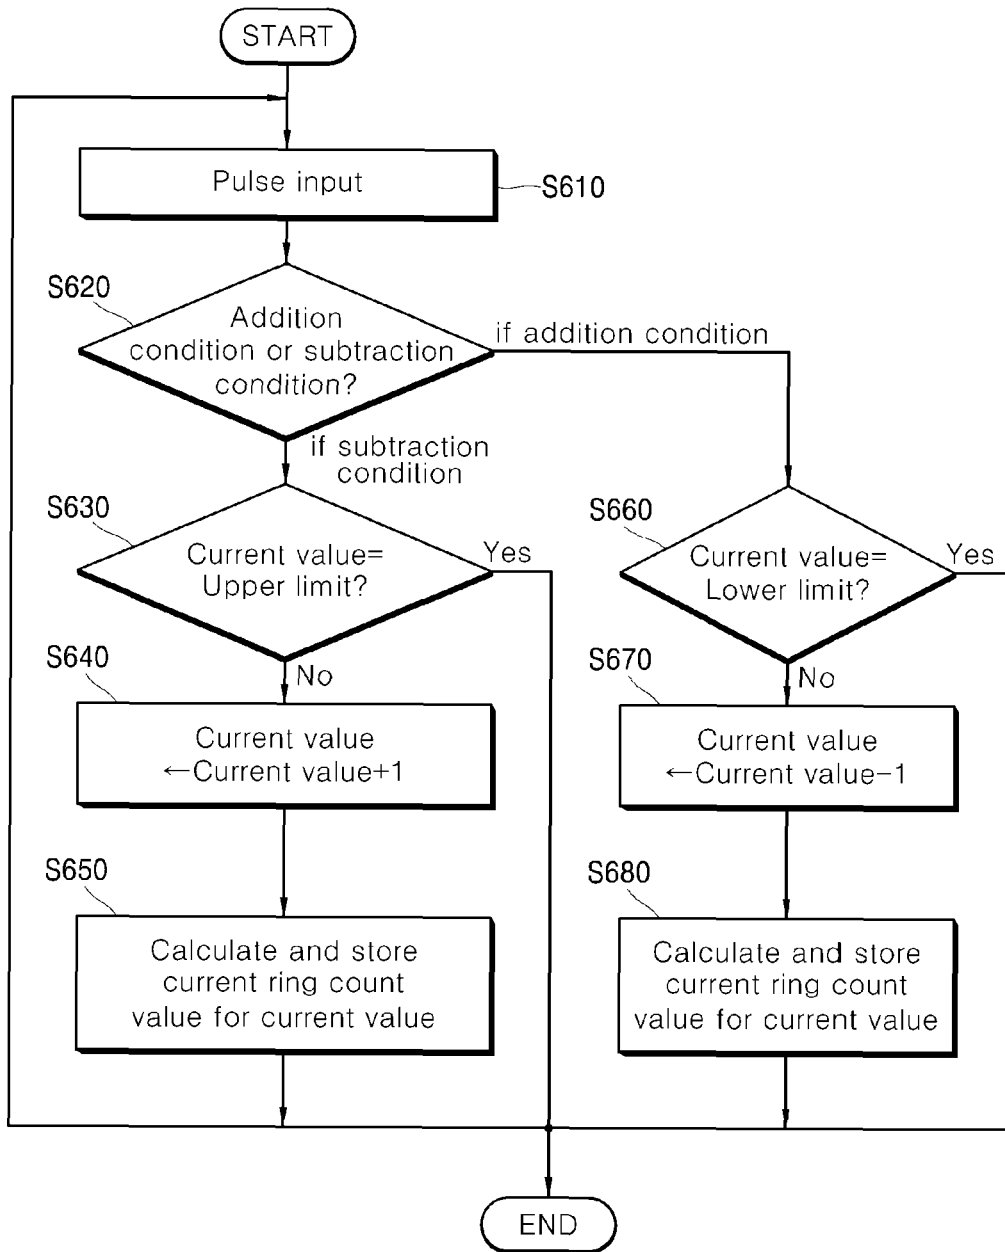 START
Pulse input
S610
S620
Addition
condition or subtraction
condition?
if addition condition
if subtraction
condition
S630
Current value=
Upper limit?
Yes
S660
Current value=
Lower limit?
Yes
S640
No
Current value
←Current value+1
S670
No
Current value
←Current value−1
S650
Calculate and store
current ring count
value for current value
S680
Calculate and store
current ring count
value for current value
END